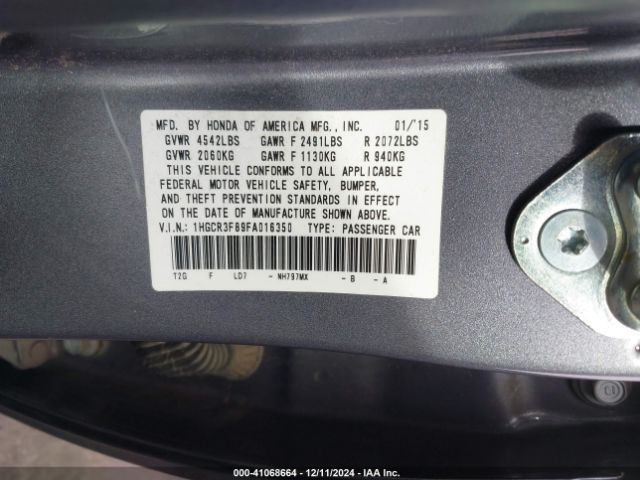 MFD. BY HONDA OF AMERICA MFG., INC. 01/'15
GVWR 4542LBS GAWR F 2491LBS R 2072LBS
GVWR 2060KG GAWR F 1130KG R 940KG
THIS VEHICLE CONFORMS TO ALL APPLICABLE
FEDERAL MOTOR VEHICLE SAFETY, BUMPER,
AND THEFT PREVENTION STANDARDS IN EFFECT
ON THE DATE OF MANUFACTURE SHOWN ABOVE.
V.I.N.: 1HGCR3F89FA016350 TYPE: PASSENGER CAR
T2G F LD7 - NH797MX - B - A
000-41068664 • 12/11/2024 • IAA Inc.